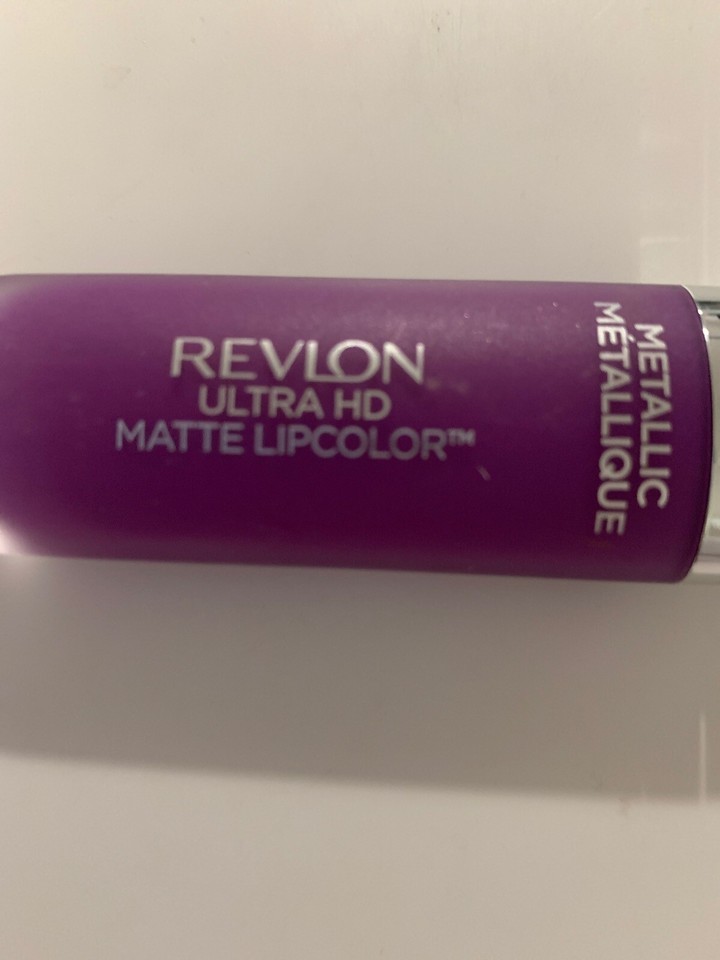 REVLON
ULTRA HD
MATTE LIPCOLOR™
METALLIC
MÉTALLIQUE